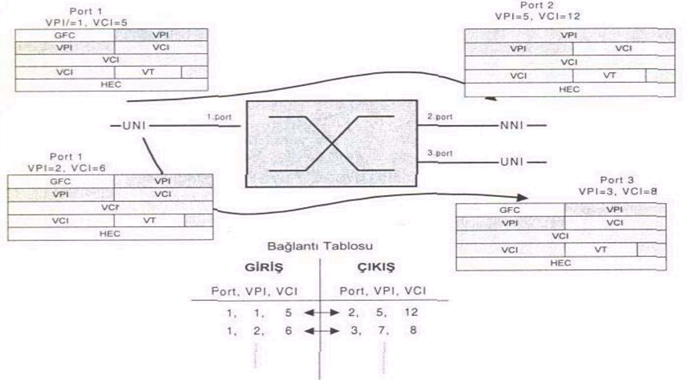 Port 1
VPI/=1, VCI=5
GFC VPI
VPI VCI
VCI
VCI VT
HEC
Port 2
VPI=5, VCI=12
VPI
VPI VCI
VCI
VCI VT
HEC
UNI
1.port
2.port
NNI
3.port
UNI
Port 1
VPI=2, VCI=6
GFC VPI
VPI VCI
VCI
VCI VT
HEC
Port 3
VPI=3, VCI=8
GFC VPI
VPI VCI
VCI
VCI VT
HEC
Bağlantı Tablosu
GİRİŞ ÇIKIŞ
Port, VPI, VCI Port, VPI, VCI
1, 1, 5 2, 5, 12
1, 2, 6 3, 7, 8